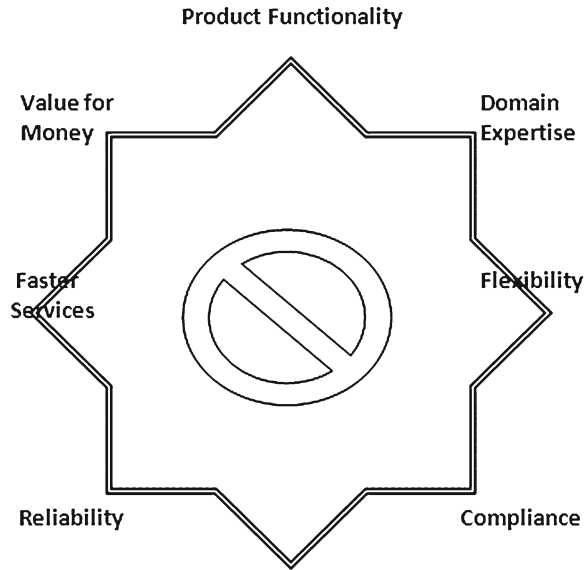 Product Functionality
Value for
Money
Domain
Expertise
Faster
Services
Flexibility
Reliability
Compliance